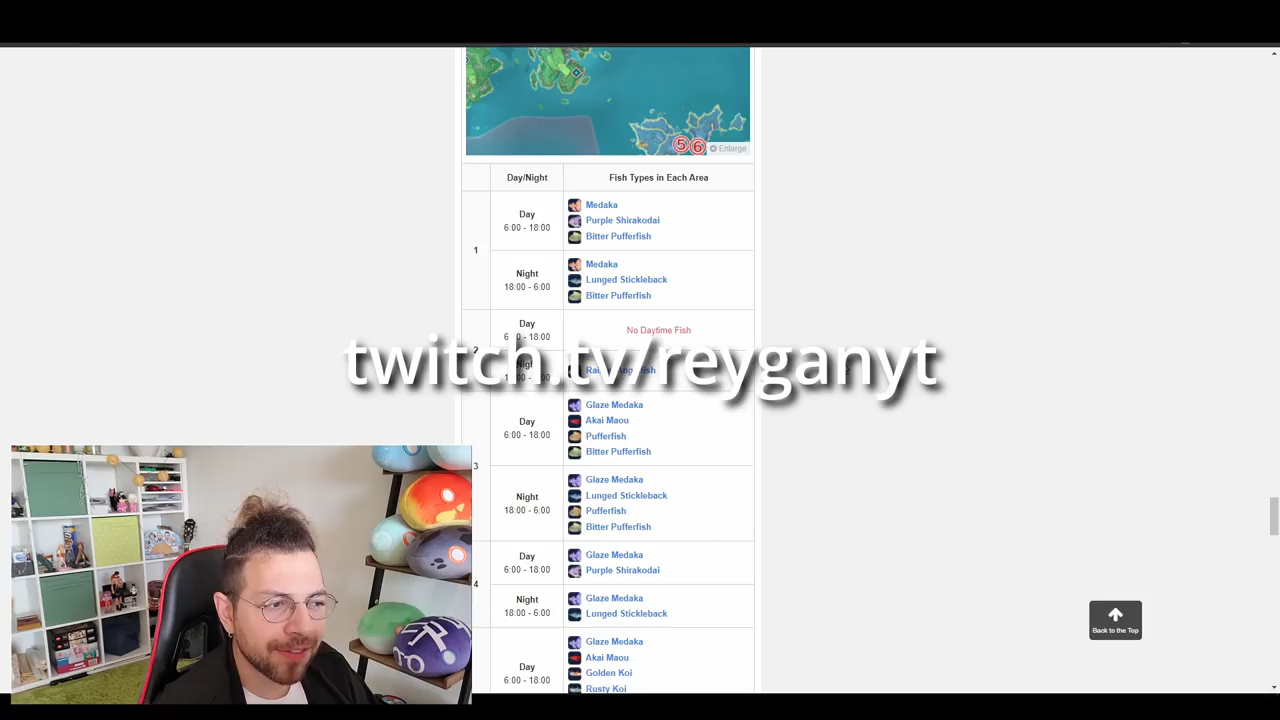 5 6 Enlarge
Day/Night Fish Types in Each Area
1
Day
6:00 - 18:00
Medaka
Purple Shirakodai
Bitter Pufferfish
Night
18:00 - 6:00
Medaka
Lunged Stickleback
Bitter Pufferfish
Day
No Daytime Fish
twitch.tv/reyganyt
3
Day
6:00 - 18:00
Glaze Medaka
Akai Maou
Pufferfish
Bitter Pufferfish
Night
18:00 - 6:00
Glaze Medaka
Lunged Stickleback
Pufferfish
Bitter Pufferfish
4
Day
6:00 - 18:00
Glaze Medaka
Purple Shirakodai
Night
18:00 - 6:00
Glaze Medaka
Lunged Stickleback
Day
6:00 - 18:00
Glaze Medaka
Akai Maou
Golden Koi
Rusty Koi
Back to the Top